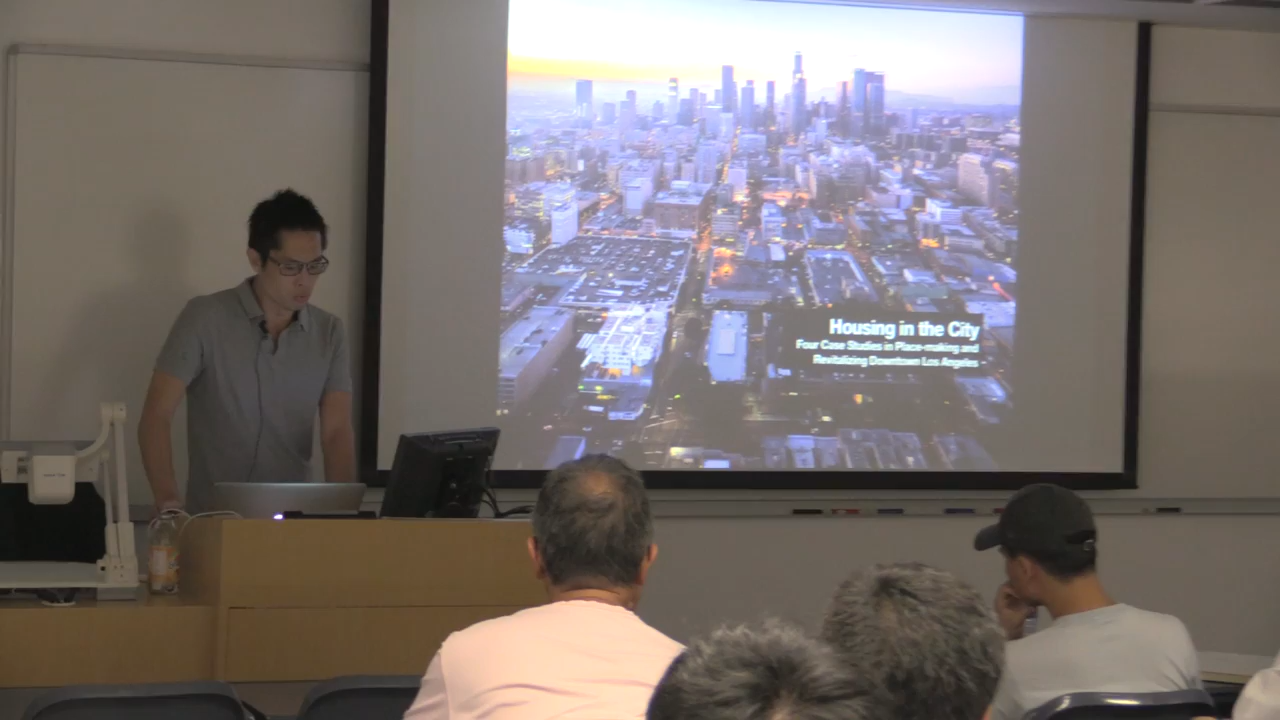 Housing in the City
Four Case Studies in Place-making and
Revitalizing Downtown Los Angeles